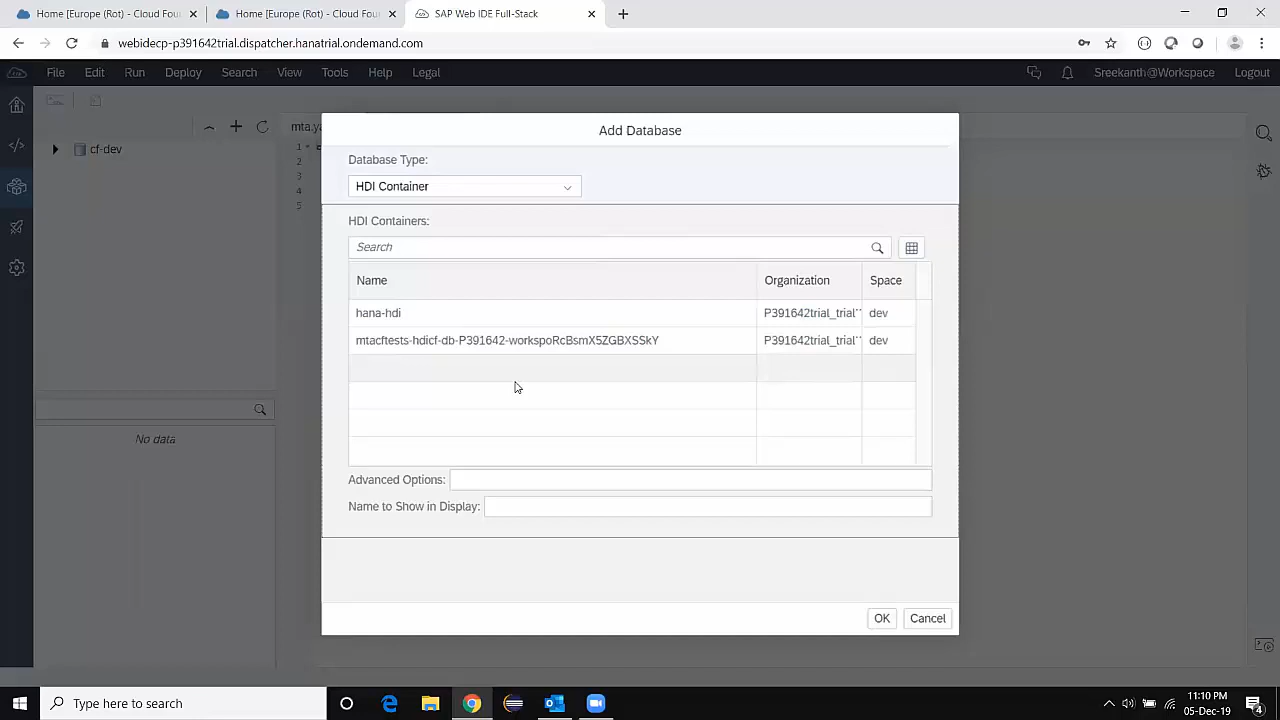 Home [Europe (Rot) - Cloud Fou
Home [Europe (Rot) - Cloud Fou
SAP Web IDE Full-Stack
webidecp-p391642trial.dispatcher.hanatrial.ondemand.com
File Edit Run Deploy Search View Tools Help Legal
Sreekanth@Workspace Logout
mta.ya
cf-dev
1
2
3
4
5
No data
Add Database
Database Type:
HDI Container
HDI Containers:
Search
Name Organization Space
hana-hdi P391642trial_trial dev
mtacftests-hdicf-db-P391642-workspoRcBsmX5ZGBXSSkY P391642trial_trial dev
Advanced Options:
Name to Show in Display:
OK Cancel
Type here to search
11:10 PM
05-Dec-19
4